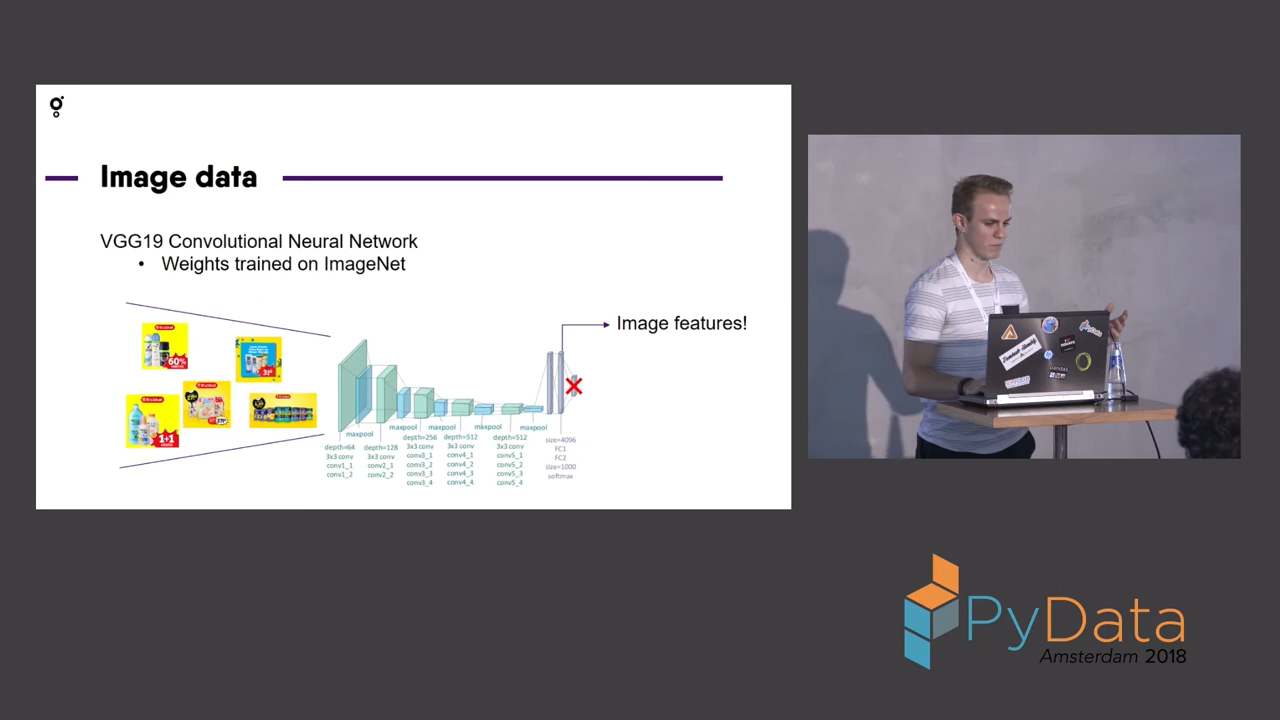 Image data
VGG19 Convolutional Neural Network
• Weights trained on ImageNet
Image features!
60%
1+1
maxpool
maxpool
maxpool
maxpool
maxpool
depth=64
3x3 conv
conv1_1
conv1_2
depth=128
3x3 conv
conv2_1
conv2_2
depth=256
3x3 conv
conv3_1
conv3_2
conv3_3
conv3_4
depth=512
3x3 conv
conv4_1
conv4_2
conv4_3
conv4_4
depth=512
3x3 conv
conv5_1
conv5_2
conv5_3
conv5_4
size=4096
FC1
FC2
size=1000
softmax
PyData
pandas
PyData
Amsterdam 2018